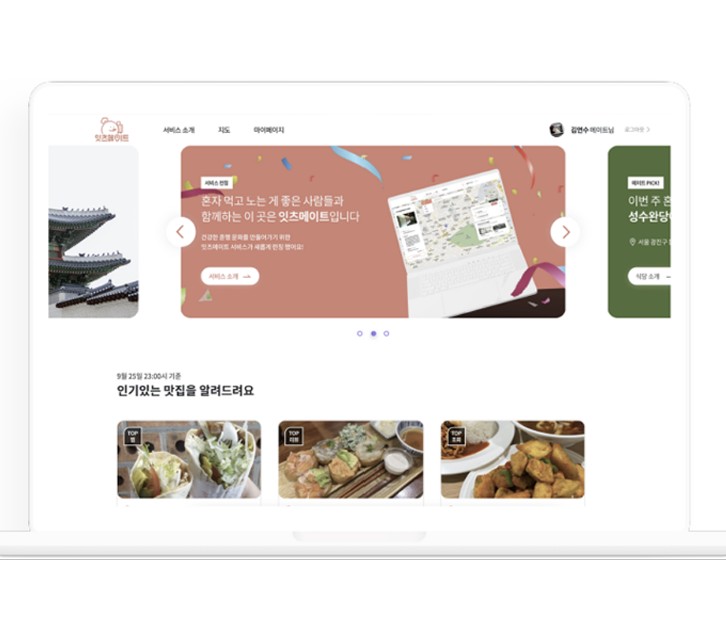 잇츠메이트
서비스 소개
지도
마이페이지
김연수 메이트님
로그아웃 >
서비스 런칭
혼자 먹고 노는 게 좋은 사람들과
함께하는 이 곳은 잇츠메이트입니다
건강한 혼행 문화를 만들어가기 위한
잇츠메이트 서비스가 새롭게 런칭 했어요!
서비스 소개 →
메이트 PICK!
이번 주 혼
성수완당
서울 광진구
식당 소개
9월 25일 23:00시 기준
인기있는 맛집을 알려드려요
TOP
TOP
TOP